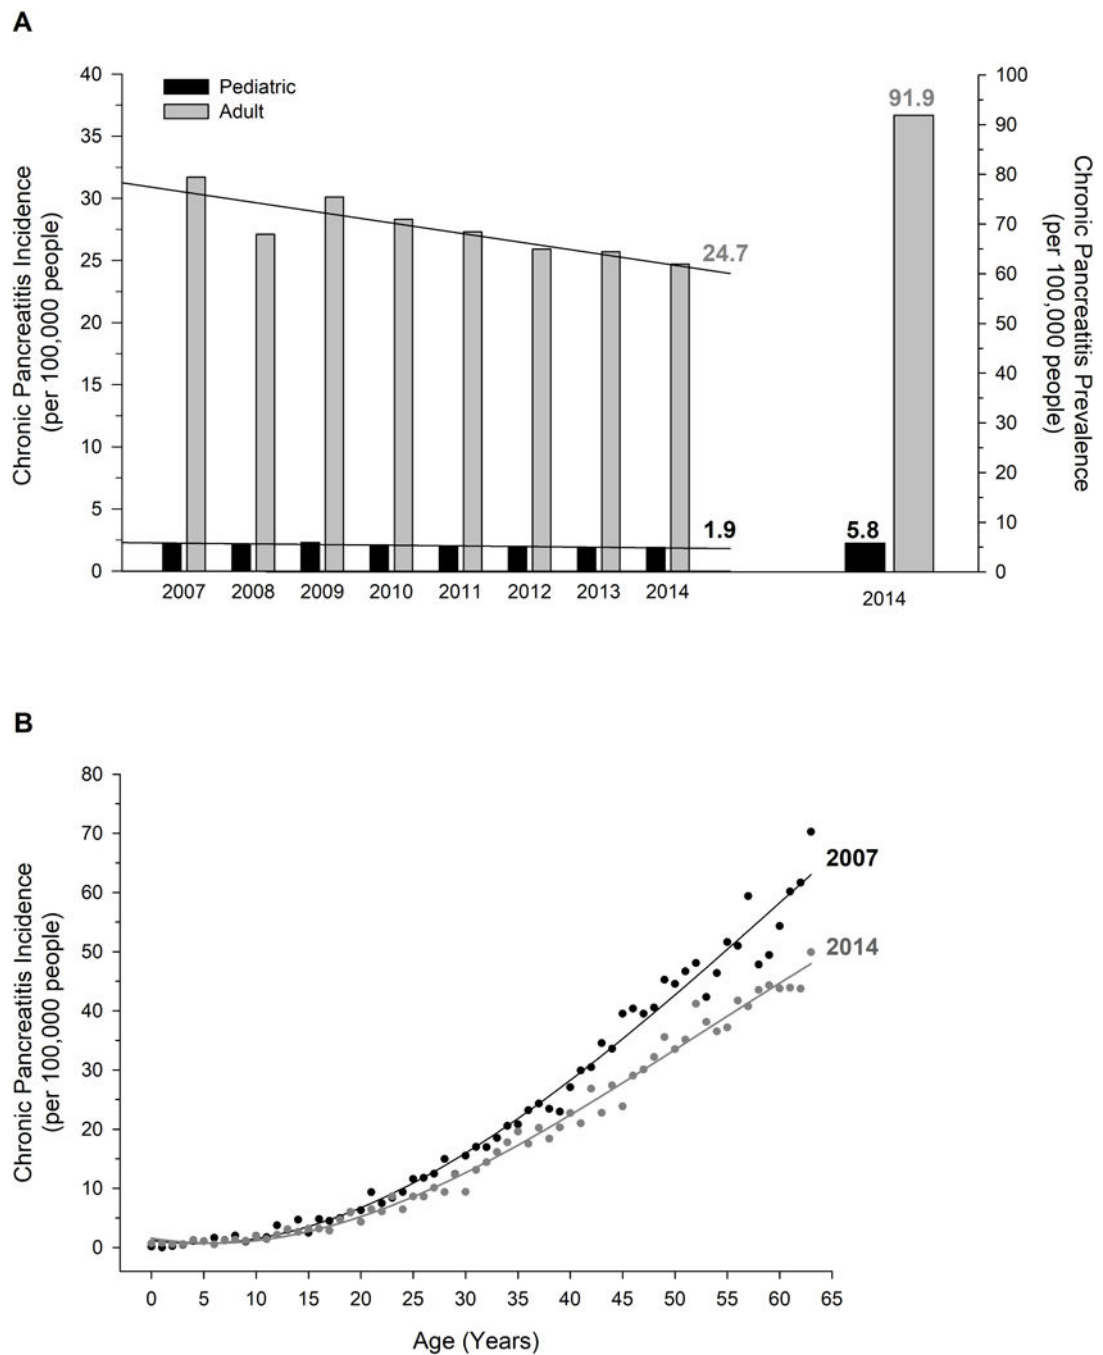 A
Pediatric
Adult
Chronic Pancreatitis Incidence
(per 100,000 people)
40
35
30
25
20
15
10
5
0
24.7
1.9
2007 2008 2009 2010 2011 2012 2013 2014
91.9
5.8
2014
100
90
80
70
60
50
40
30
20
10
0
Chronic Pancreatitis Prevalence
(per 100,000 people)
B
Chronic Pancreatitis Incidence
(per 100,000 people)
80
70
60
50
40
30
20
10
0
2007
2014
0 5 10 15 20 25 30 35 40 45 50 55 60 65
Age (Years)